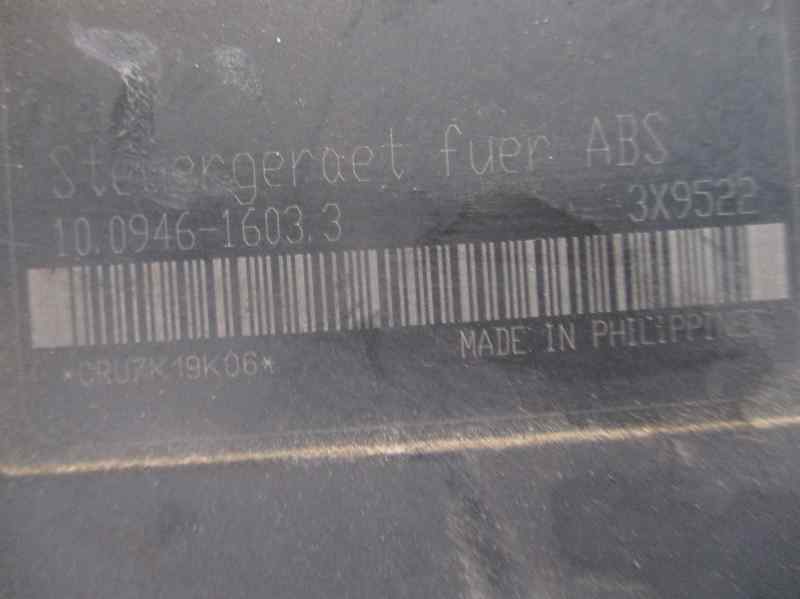 Steuergeraet fuer ABS
10.0946-1603.3 3X9522
*CRU7K19K06*
MADE IN PHILIPPINES